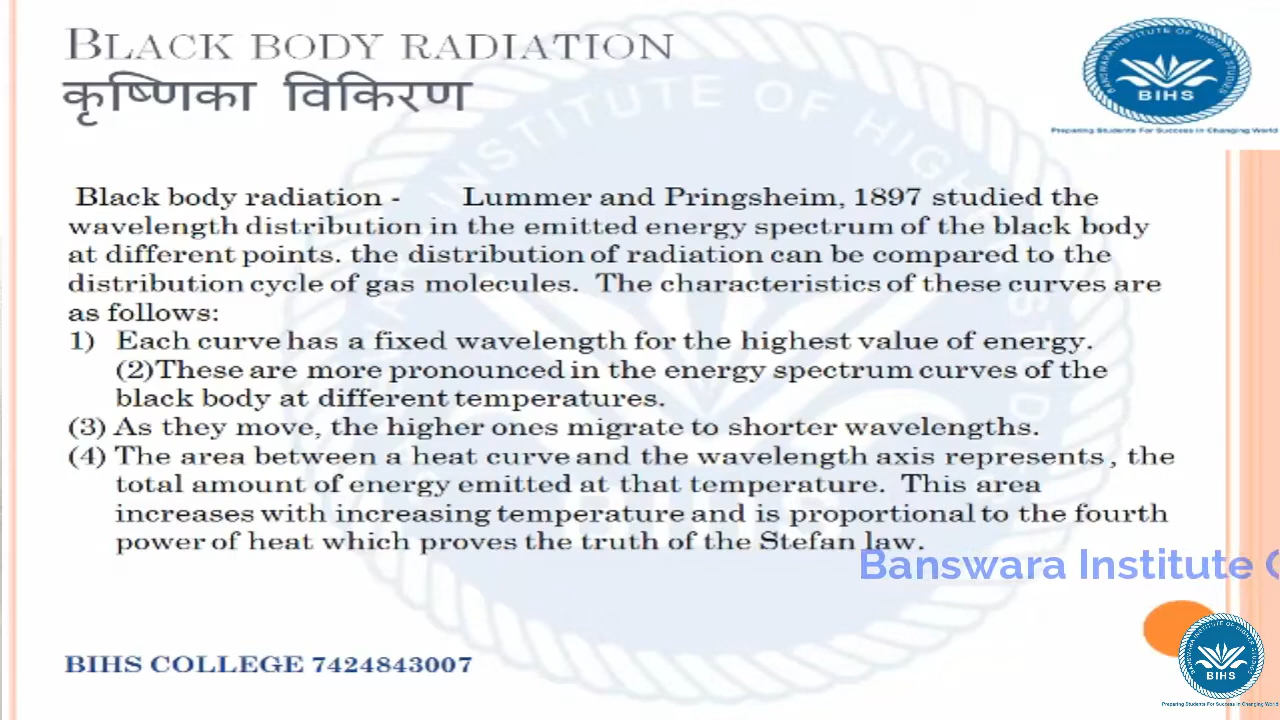 BLACK BODY RADIATION
कृष्णिका विकिरण
BIHS
Preparing Students For Success in Changing World
Black body radiation - Lummer and Pringsheim, 1897 studied the
wavelength distribution in the emitted energy spectrum of the black body
at different points. the distribution of radiation can be compared to the
distribution cycle of gas molecules. The characteristics of these curves are
as follows:
1) Each curve has a fixed wavelength for the highest value of energy.
(2)These are more pronounced in the energy spectrum curves of the
black body at different temperatures.
(3) As they move, the higher ones migrate to shorter wavelengths.
(4) The area between a heat curve and the wavelength axis represents, the
total amount of energy emitted at that temperature. This area
increases with increasing temperature and is proportional to the fourth
power of heat which proves the truth of the Stefan law.
Banswara Institute
BIHS COLLEGE 7424843007
BIHS
Preparing Students For Success in Changing World